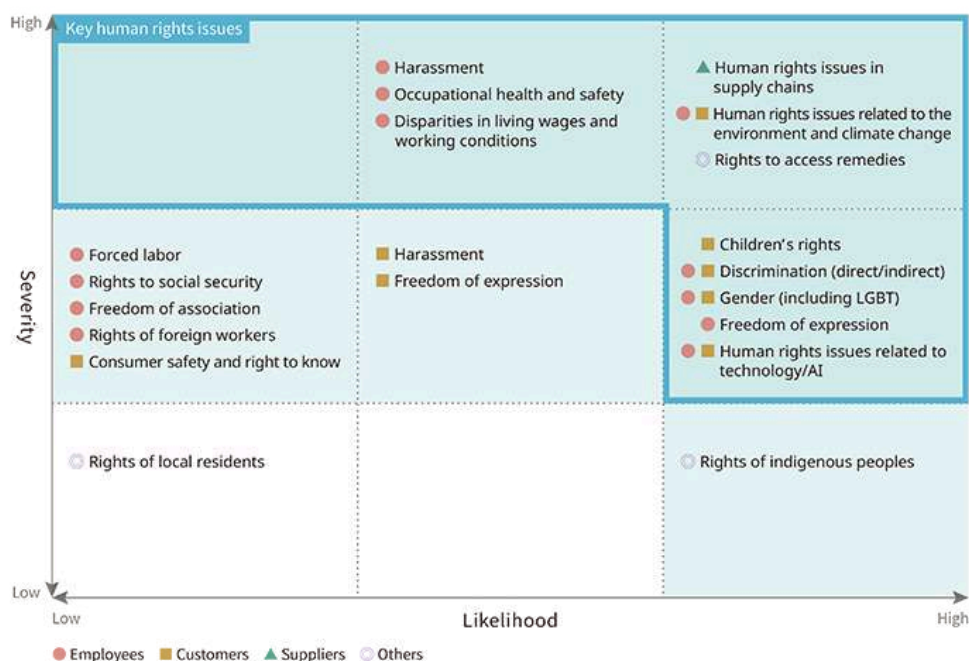 High
Key human rights issues
Harassment
Occupational health and safety
Disparities in living wages and
working conditions
Human rights issues in
supply chains
Human rights issues related to the
environment and climate change
Rights to access remedies
Severity
Forced labor
Rights to social security
Freedom of association
Rights of foreign workers
Consumer safety and right to know
Harassment
Freedom of expression
Children's rights
Discrimination (direct/indirect)
Gender (including LGBT)
Freedom of expression
Human rights issues related to
technology/AI
Rights of local residents
Rights of indigenous peoples
Low
Low
Likelihood
High
Employees Customers Suppliers Others